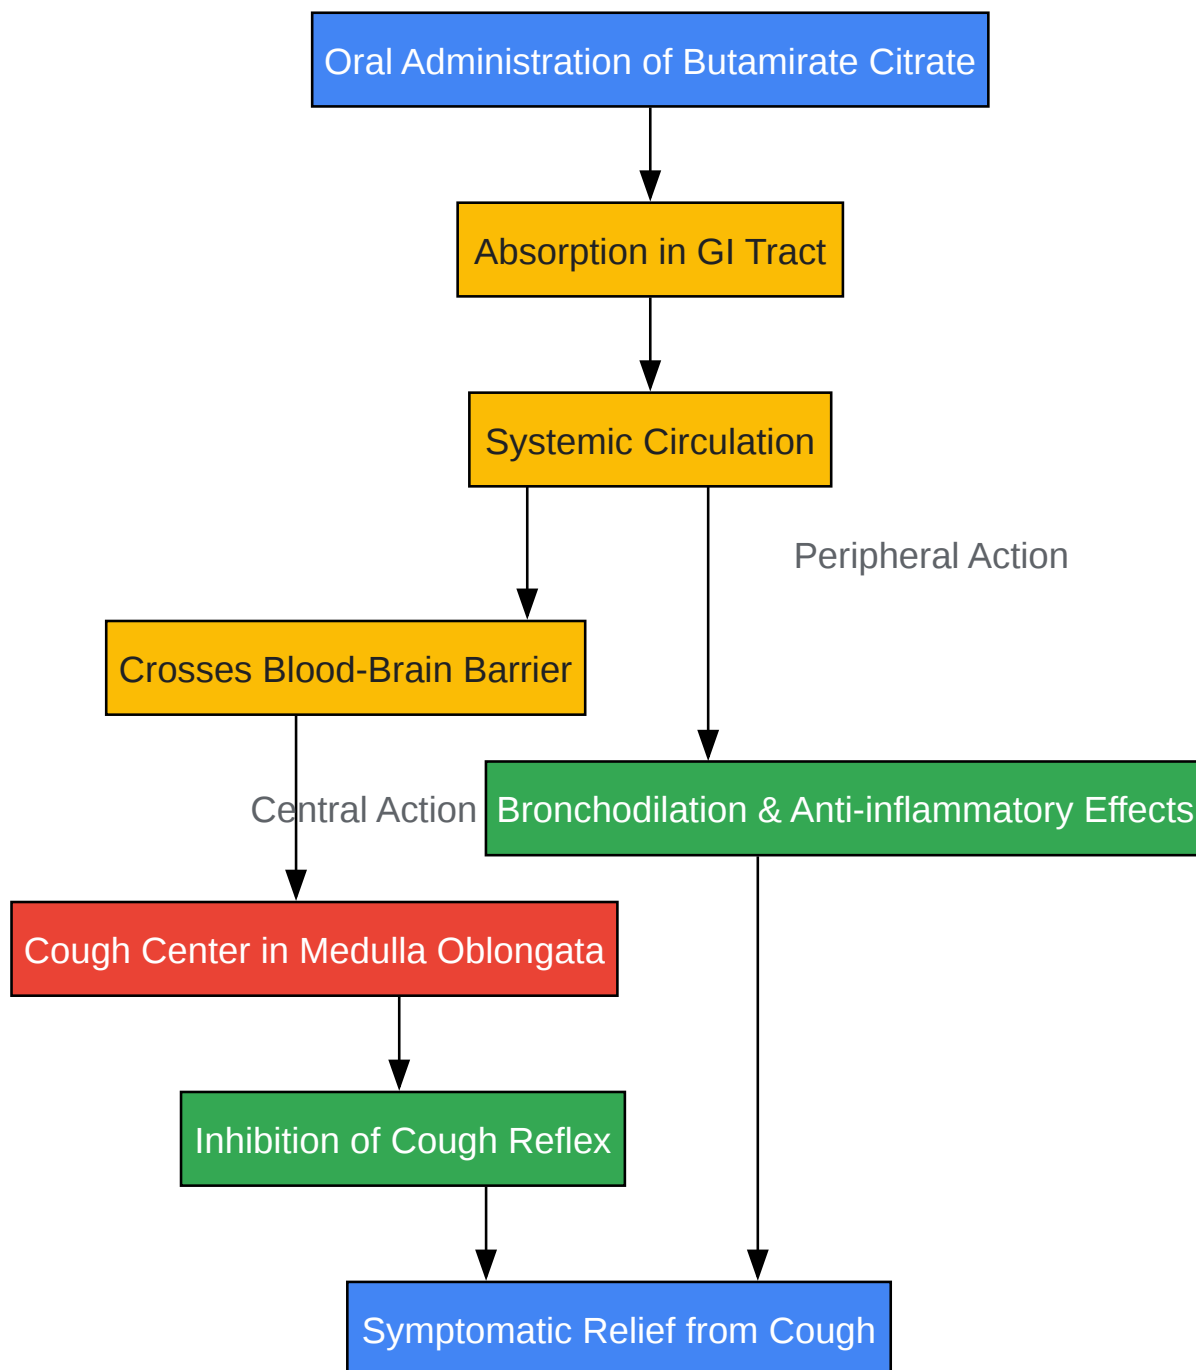 Oral Administration of Butamirate Citrate
Absorption in GI Tract
Systemic Circulation
Peripheral Action
Crosses Blood-Brain Barrier
Central Action
Bronchodilation & Anti-inflammatory Effects
Cough Center in Medulla Oblongata
Inhibition of Cough Reflex
Symptomatic Relief from Cough